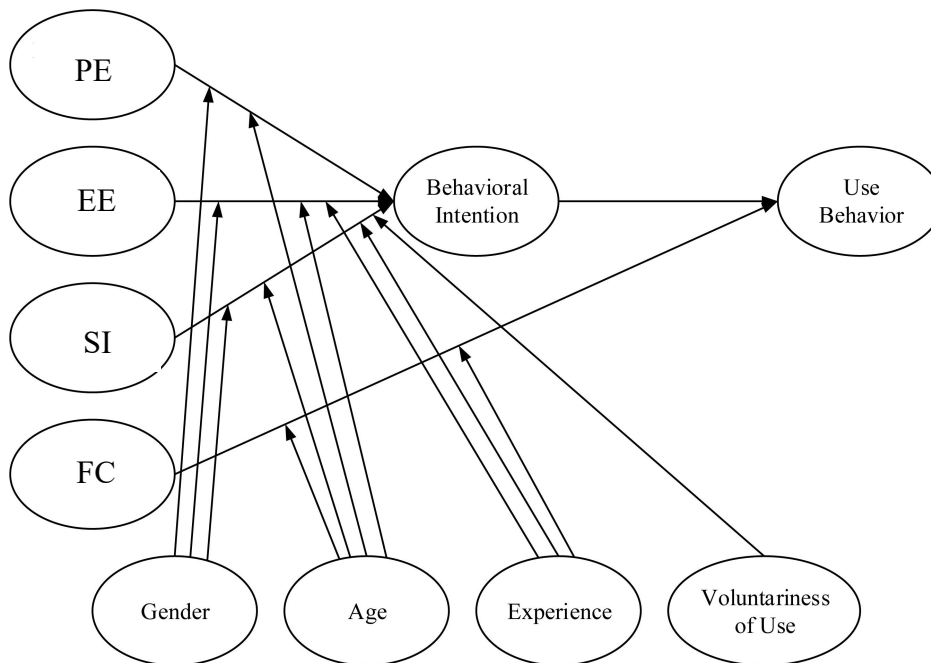 PE
EE
Behavioral
Intention
Use
Behavior
SI
FC
Gender
Age
Experience
Voluntariness
of Use